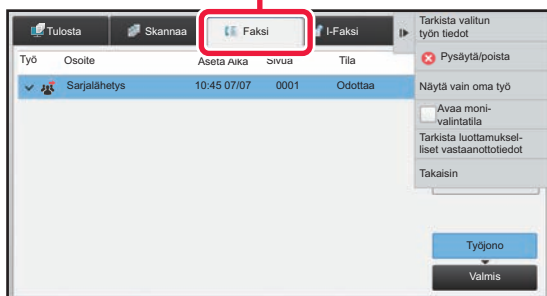 Tulosta
Skannaa
Faksi
I-Faksi
Työ
Osoite
Aseta Aika
Sivua
Tila
Sarjalähetys
10:45 07/07
0001
Odottaa
Tarkista valitun
työn tiedot
Pysäytä/poista
Näytä vain oma työ
Avaa moni-
valintatila
Tarkista luottamuksel-
liset vastaanottotiedot
Takaisin
Työjono
Valmis